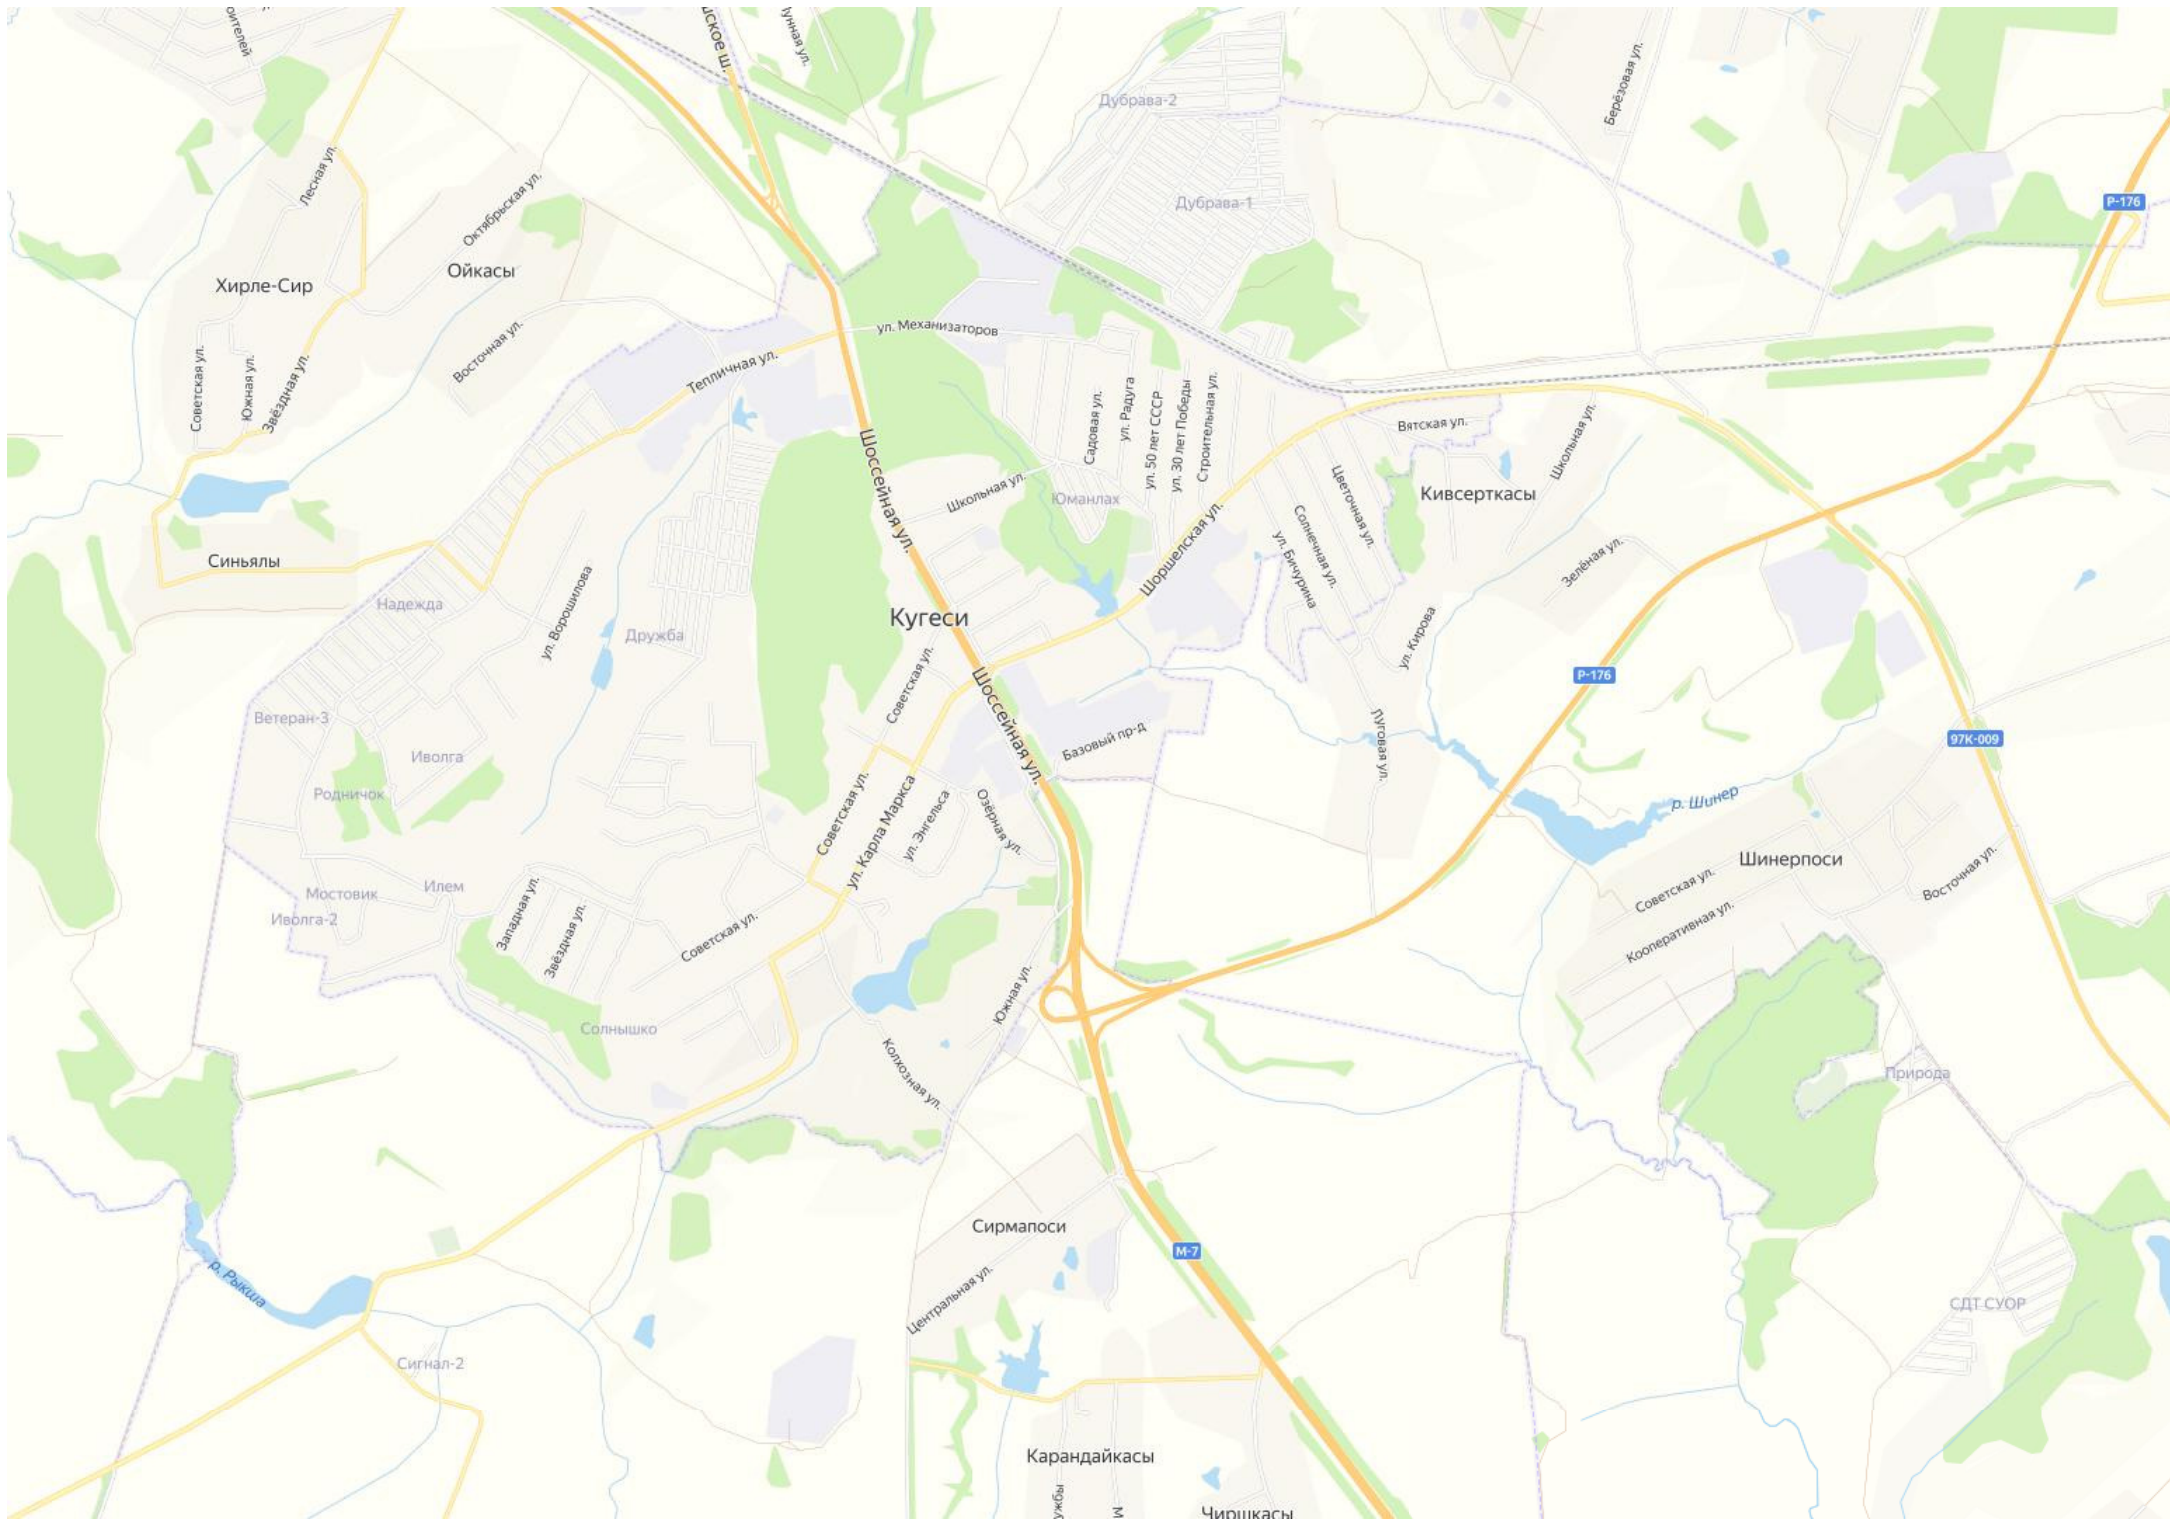 оителей
шское ш.
Лунная ул.
Берёзовая ул.
Дубрава-2
Дубрава-1
Лесная ул.
Октябрьская ул.
Р-176
Хирле-Сир
Ойкасы
Восточная ул.
ул. Механизаторов
Тепличная ул.
Советская ул.
Южная ул.
Звёздная ул.
Садовая ул.
ул. Радуга
ул. 50 лет СССР
ул. 30 лет Победы
Строительная ул.
Вятская ул.
Школьная ул.
Кивсерткасы
Цветочная ул.
Шоссейная ул.
Школьная ул.
Юманлах
Солнечная ул.
ул. Бичурина
Шоршелская ул.
Зелёная ул.
Синьялы
Надежда
ул. Ворошилова
Дружба
Кугеси
ул. Кирова
Р-176
Советская ул.
Шоссейная ул.
Ветеран-3
Иволга
Родничок
Базовый пр-д
Луговая ул.
97К-009
р. Шинер
Советская ул.
ул. Карла Маркса
ул. Энгельса
Озёрная ул.
Шинерпоси
Советская ул.
Кооперативная ул.
Восточная ул.
Мостовик
Илем
Иволга-2
Западная ул.
Звёздная ул.
Советская ул.
Южная ул.
Солнышко
Колхозная ул.
Природа
Сирмапоси
М-7
р. Рыкша
Центральная ул.
СДТ СУОР
Сигнал-2
Карандайкасы
ужбы
М
Чиршкасы